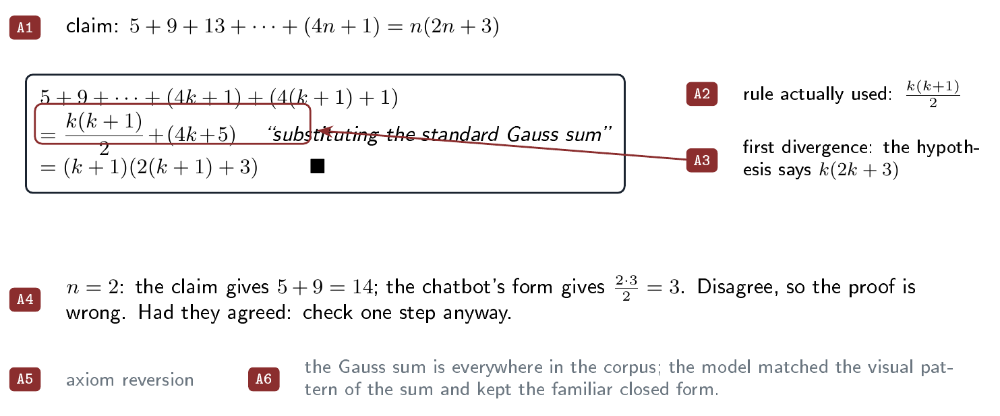 A1 claim: 5 + 9 + 13 + ⋯ + (4n + 1) = n(2n + 3)
5 + 9 + ⋯ + (4k + 1) + (4(k + 1) + 1)
= k(k + 1)/2 + (4k+5) “substituting the standard Gauss sum”
= (k + 1)(2(k + 1) + 3) ■
A2 rule actually used: k(k+1)/2
A3 first divergence: the hypoth-
esis says k(2k + 3)
A4 n = 2: the claim gives 5 + 9 = 14; the chatbot’s form gives 2·3/2 = 3. Disagree, so the proof is
wrong. Had they agreed: check one step anyway.
A5 axiom reversion
A6 the Gauss sum is everywhere in the corpus; the model matched the visual pat-
tern of the sum and kept the familiar closed form.